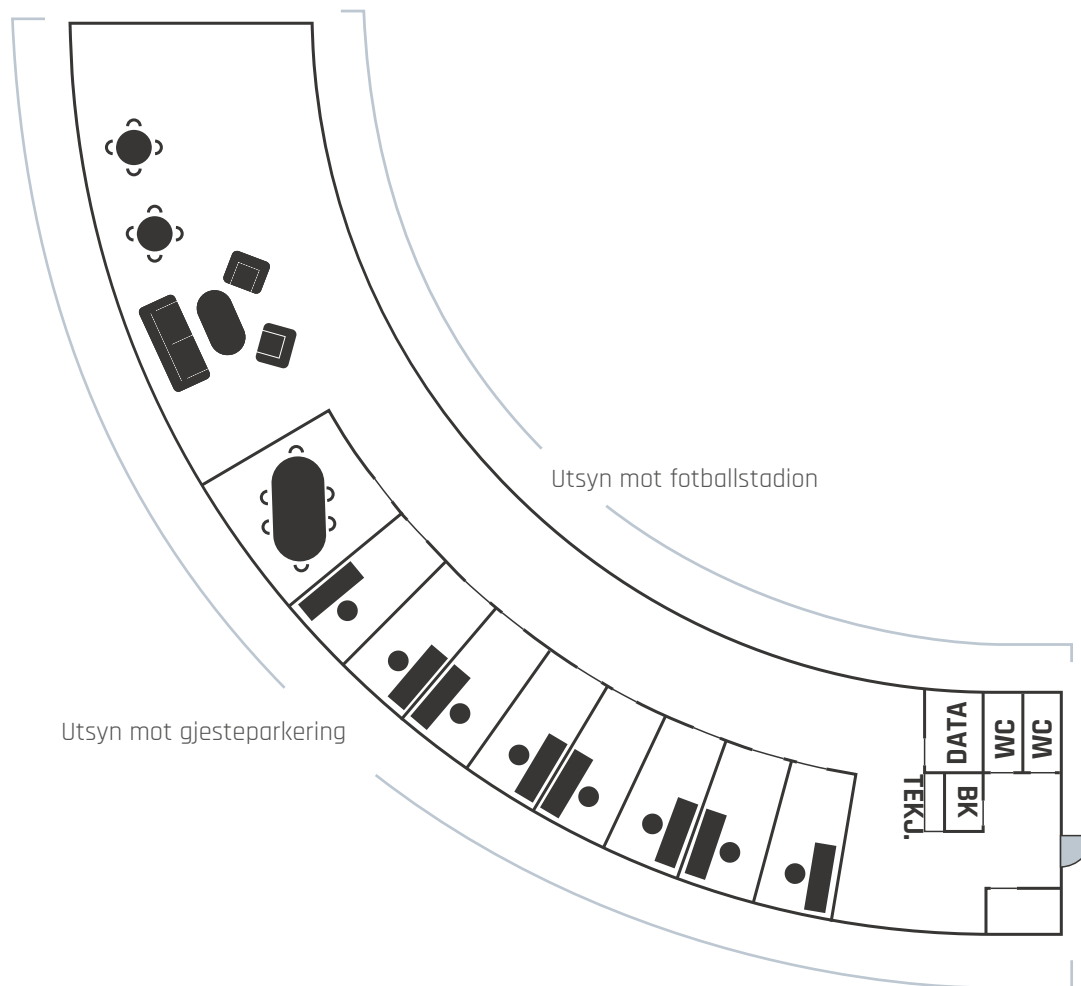 Utsyn mot fotballstadion
Utsyn mot gjesteparkering
DATA
WC
WC
TEKJ.
BK